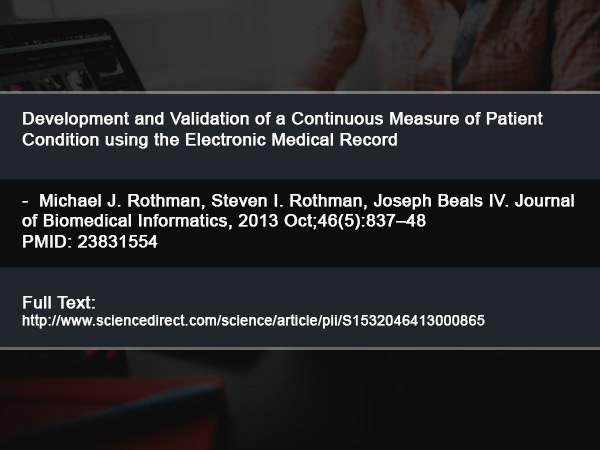 Development and Validation of a Continuous Measure of Patient
Condition using the Electronic Medical Record
-  Michael J. Rothman, Steven I. Rothman, Joseph Beals IV. Journal
of Biomedical Informatics, 2013 Oct;46(5):837–48
PMID: 23831554
Full Text:
http://www.sciencedirect.com/science/article/pii/S1532046413000865